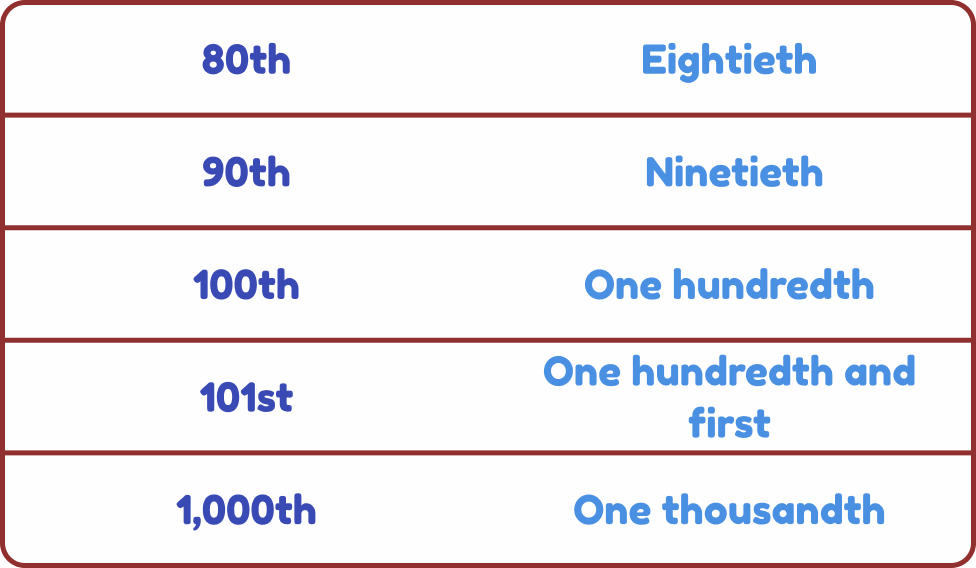 80th Eightieth
90th Ninetieth
100th One hundredth
101st One hundredth and
first
1,000th One thousandth